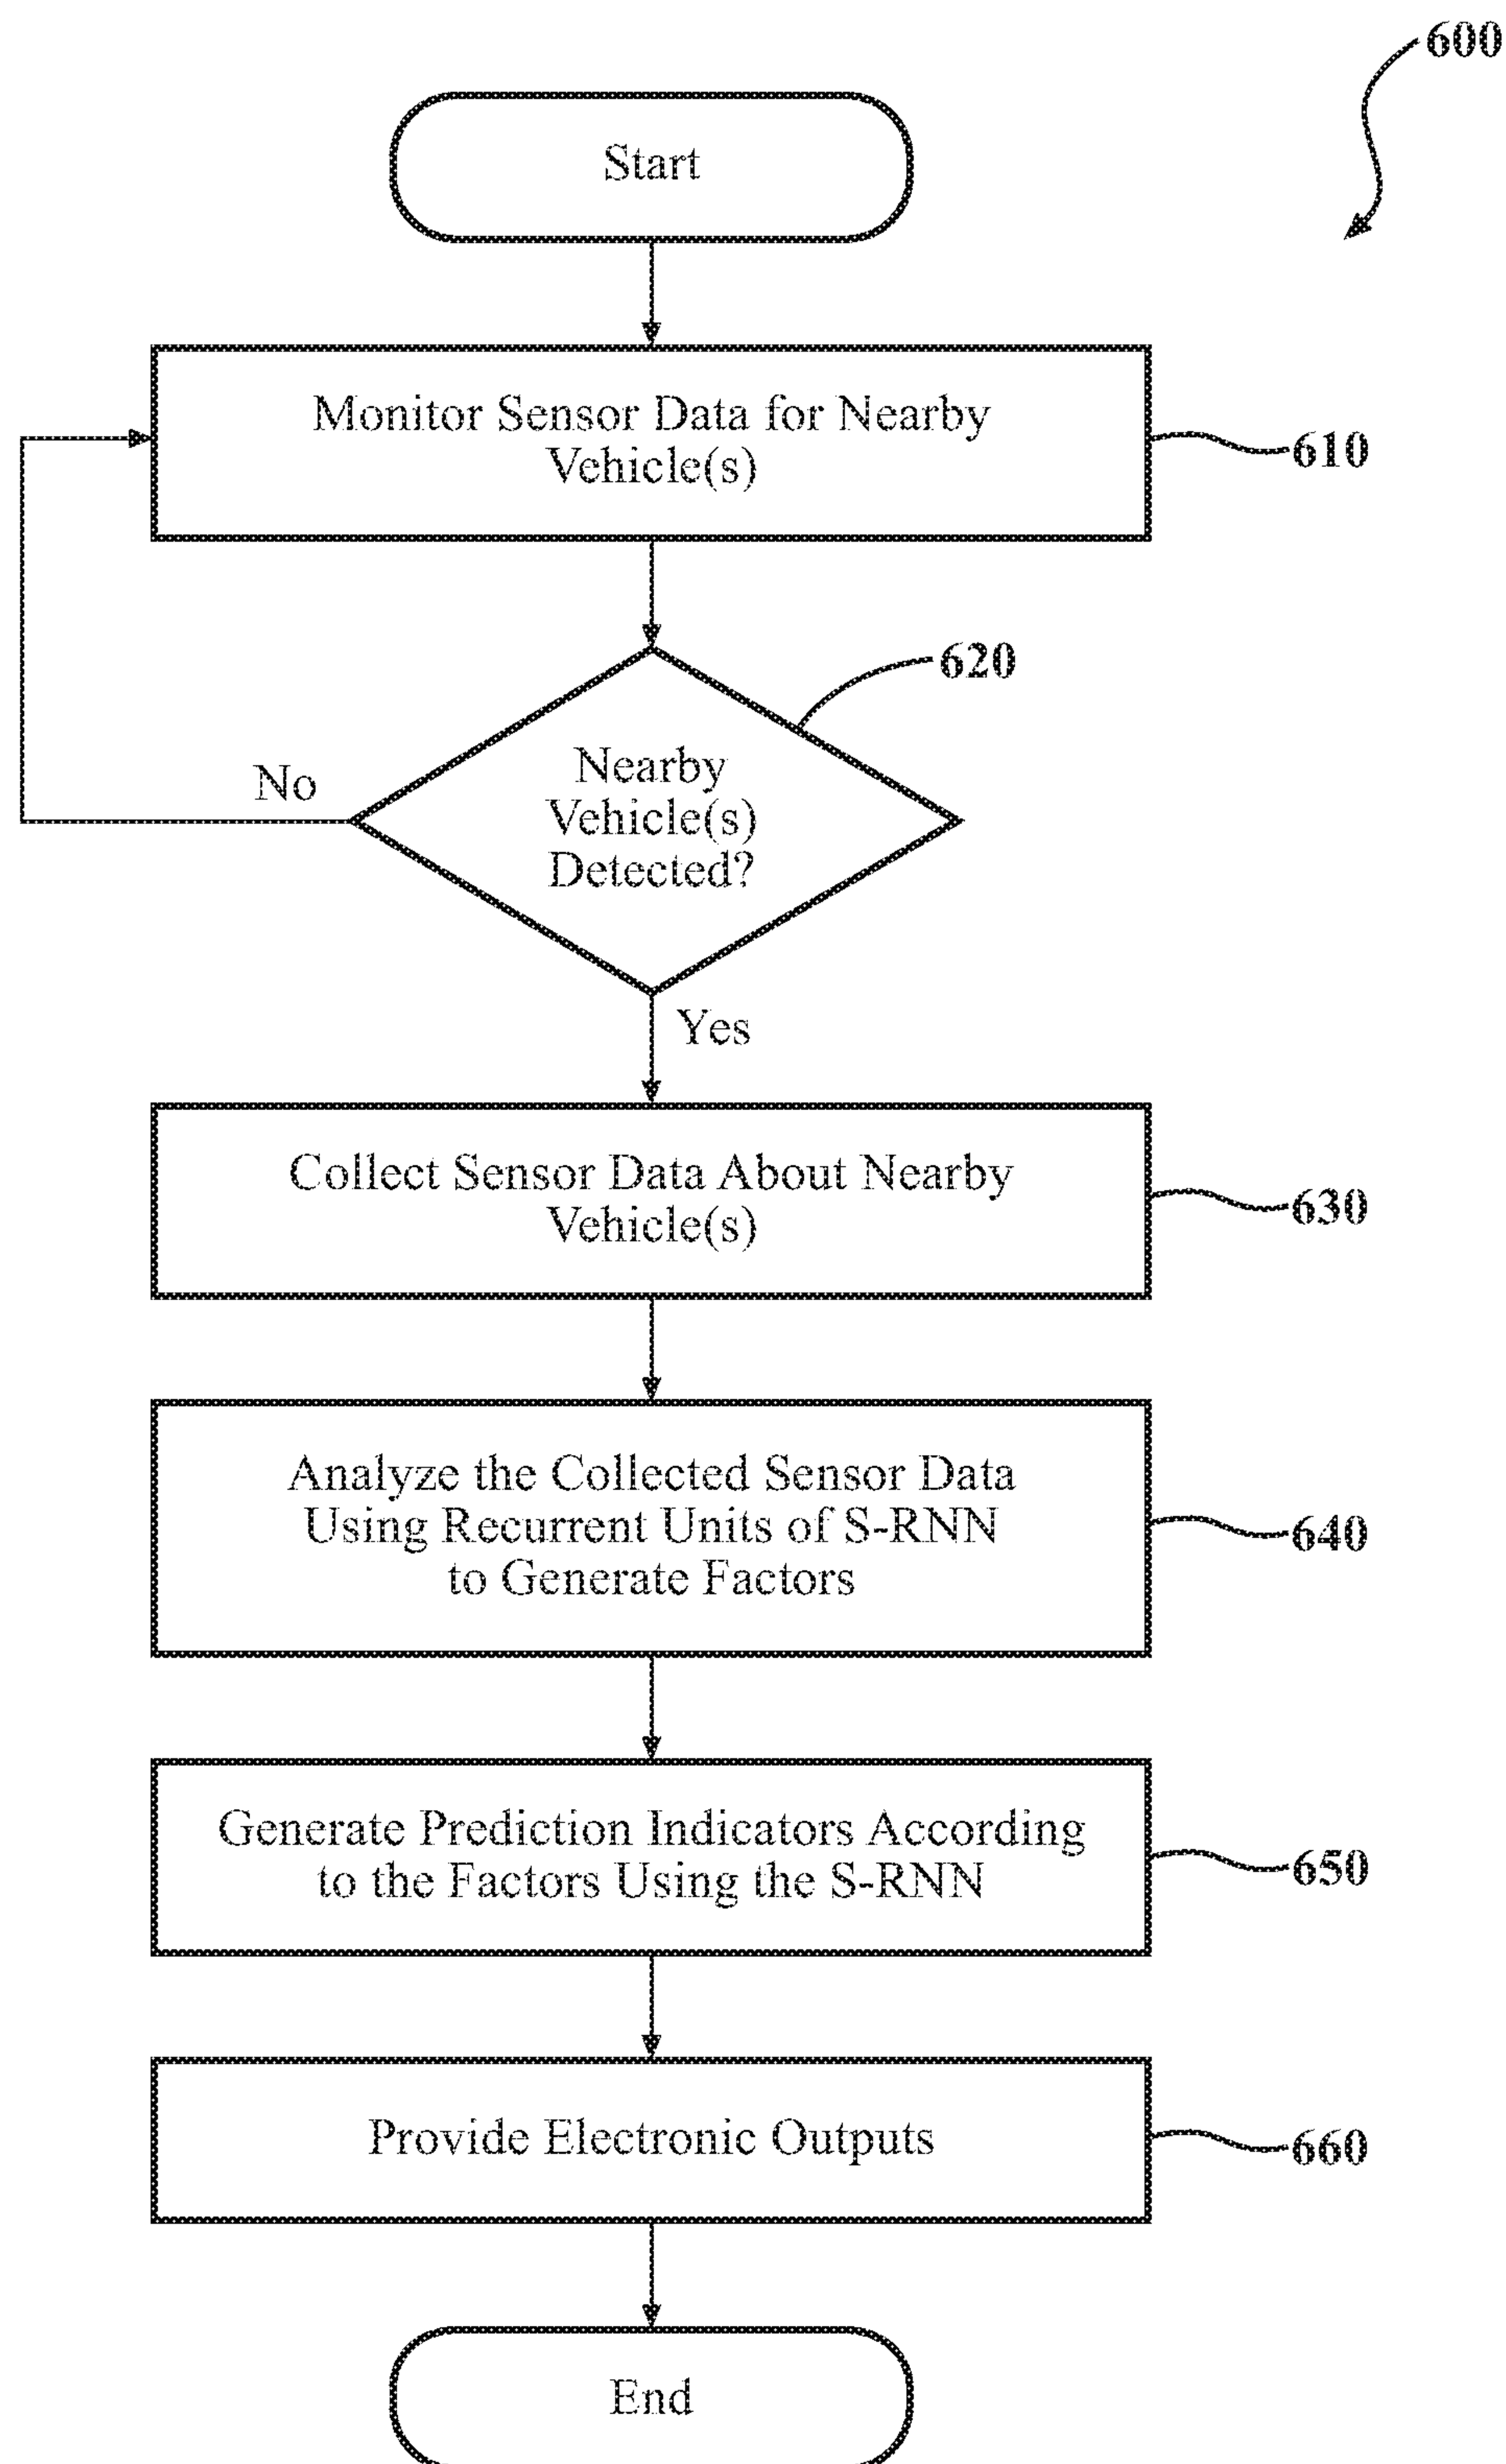 600
Start
Monitor Sensor Data for Nearby
Vehicle(s)
610
620
Nearby
Vehicle(s)
Detected?
No
Yes
Collect Sensor Data About Nearby
Vehicle(s)
630
Analyze the Collected Sensor Data
Using Recurrent Units of S-RNN
to Generate Factors
640
Generate Prediction Indicators According
to the Factors Using the S-RNN
650
Provide Electronic Outputs
660
End